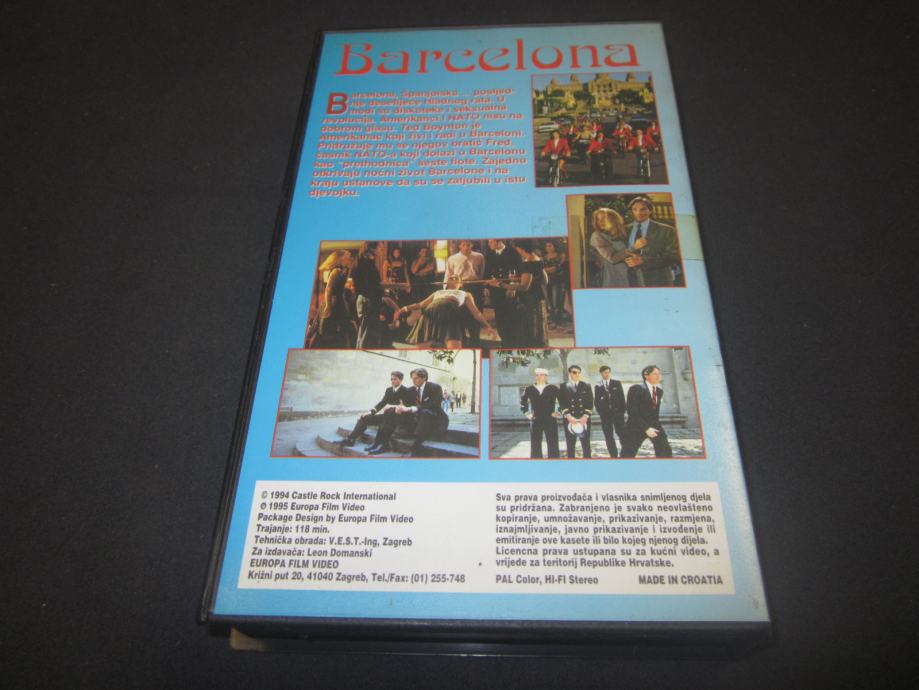 Barcelona
Barcelona, Španjolska ... posljed-
nje desetljeće hladnog rata. U
modi su diskoteke i seksualna
revolucija. Amerikanci i NATO nisu na
dobrom glasu. Ted Boynton je
Amerikanac koji živi i radi u Barceloni.
Pridružuje mu se njegov bratić Fred,
časnik NATO-a koji dolazi u Barcelonu
kao "prethodnica" šeste flote. Zajedno
otkrivaju noćni život Barcelone i na
kraju ustanove da su se zaljubili u istu
djevojku.
© 1994 Castle Rock International
℗ 1995 Europa Film Video
Package Design by Europa Film Video
Trajanje: 118 min.
Tehnička obrada: V.E.S.T.-Ing, Zagreb
Za izdavača: Leon Domanski
EUROPA FILM VIDEO
Križni put 20, 41040 Zagreb, Tel./Fax: (01) 255-748
Sva prava proizvođača i vlasnika snimljenog djela
su pridržana. Zabranjeno je svako neovlašteno
kopiranje, umnožavanje, prikazivanje, razmjena,
iznajmljivanje, javno prikazivanje i izvođenje ili
emitiranje ove kasete ili bilo kojeg njenog dijela.
Licencna prava ustupana su za kućni video, a
vrijede za teritorij Republike Hrvatske.
PAL Color, HI-FI Stereo MADE IN CROATIA